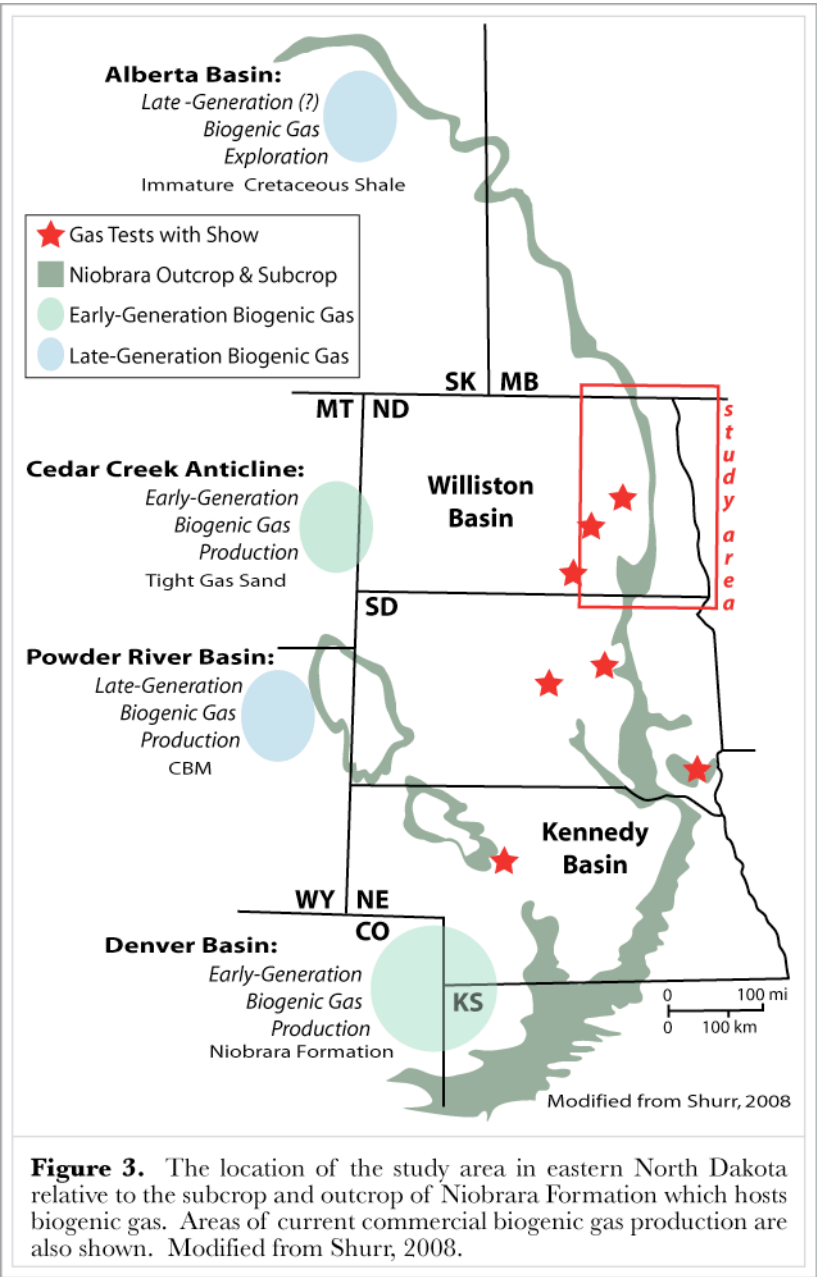 Alberta Basin:
Late -Generation (?)
Biogenic Gas
Exploration
Immature Cretaceous Shale
Gas Tests with Show
Niobrara Outcrop & Subcrop
Early-Generation Biogenic Gas
Late-Generation Biogenic Gas
SK MB
MT ND
study area
Cedar Creek Anticline:
Early-Generation
Biogenic Gas
Production
Tight Gas Sand
Williston
Basin
SD
Powder River Basin:
Late-Generation
Biogenic Gas
Production
CBM
Kennedy
Basin
WY NE
CO
Denver Basin:
Early-Generation
Biogenic Gas
Production
Niobrara Formation
KS
0 100 mi
0 100 km
Modified from Shurr, 2008
Figure 3. The location of the study area in eastern North Dakota
relative to the subcrop and outcrop of Niobrara Formation which hosts
biogenic gas. Areas of current commercial biogenic gas production are
also shown. Modified from Shurr, 2008.